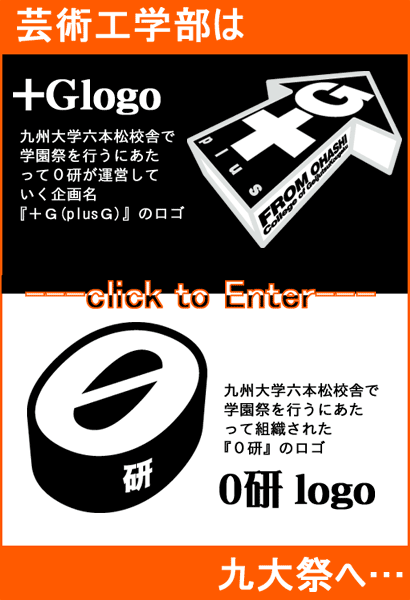 芸術工学部は
＋Glogo
九州大学六本松校舎で
学園祭を行うにあた
って０研が運営して
いく企画名
『＋Ｇ(plusＧ)』のロゴ
＋G
plus
FROM OHASHI
---click to Enter---
0
研
九州大学六本松校舎で
学園祭を行うにあた
って組織された
『０研』のロゴ
0研 logo
九大祭へ…